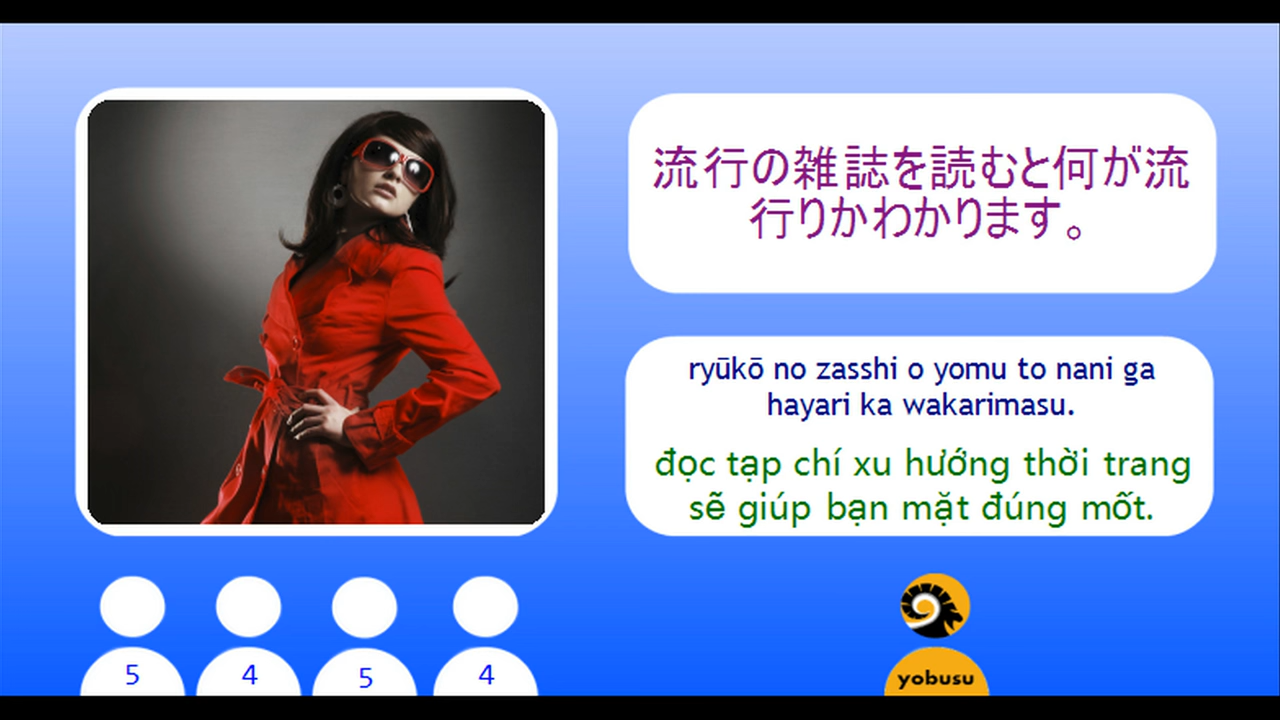 流行の雑誌を読むと何が流
行りかわかります。
ryūkō no zasshi o yomu to nani ga
hayari ka wakarimasu.
đọc tạp chí xu hướng thời trang
sẽ giúp bạn mặt đúng mốt.
5 4 5 4
yobusu